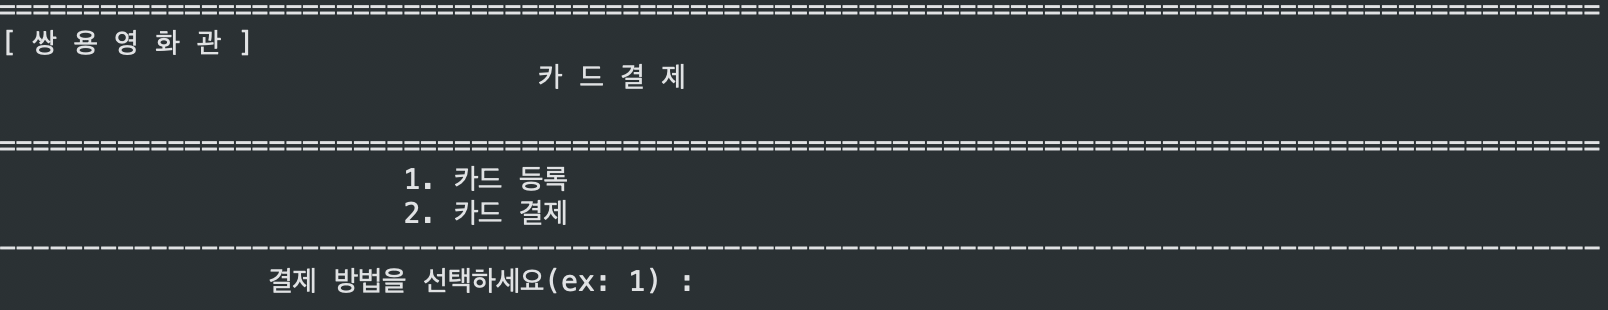 ================================================================================================
[ 쌍 용 영 화 관 ]
카 드 결 제
================================================================================================
1. 카드 등록
2. 카드 결제
------------------------------------------------------------------------------------------------
결제 방법을 선택하세요(ex: 1) :